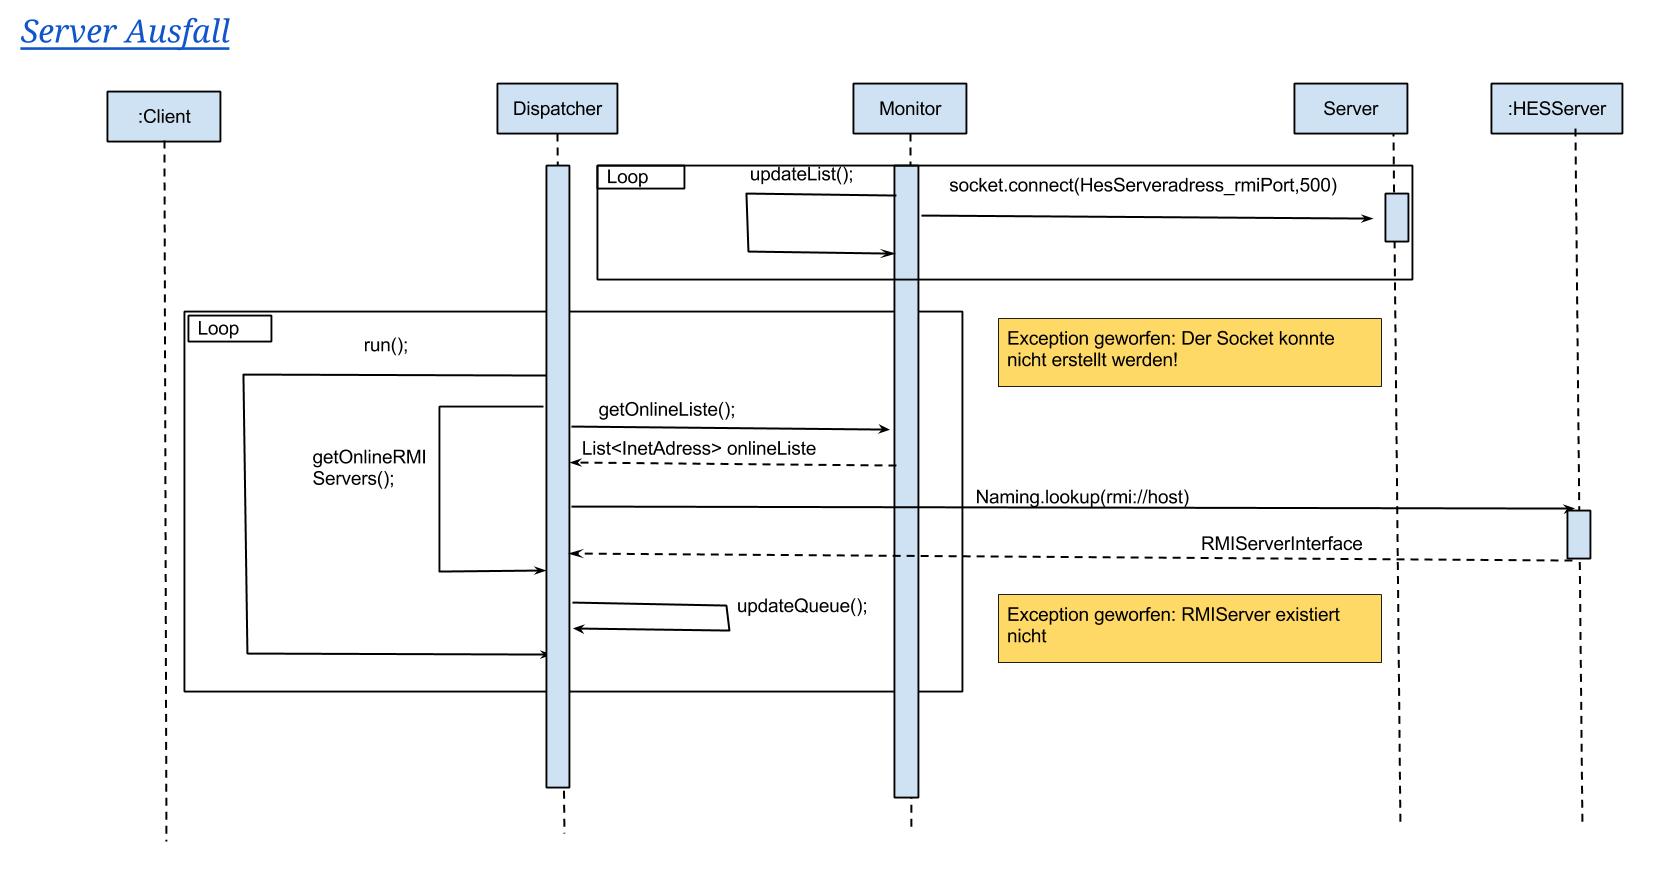 Server Ausfall
:Client
Dispatcher
Monitor
Server
:HESServer
Loop
updateList();
socket.connect(HesServeradress_rmiPort,500)
Loop
run();
Exception geworfen: Der Socket konnte
nicht erstellt werden!
getOnlineListe();
List<InetAdress> onlineListe
getOnlineRMI
Servers();
Naming.lookup(rmi://host)
RMIServerInterface
updateQueue();
Exception geworfen: RMIServer existiert
nicht